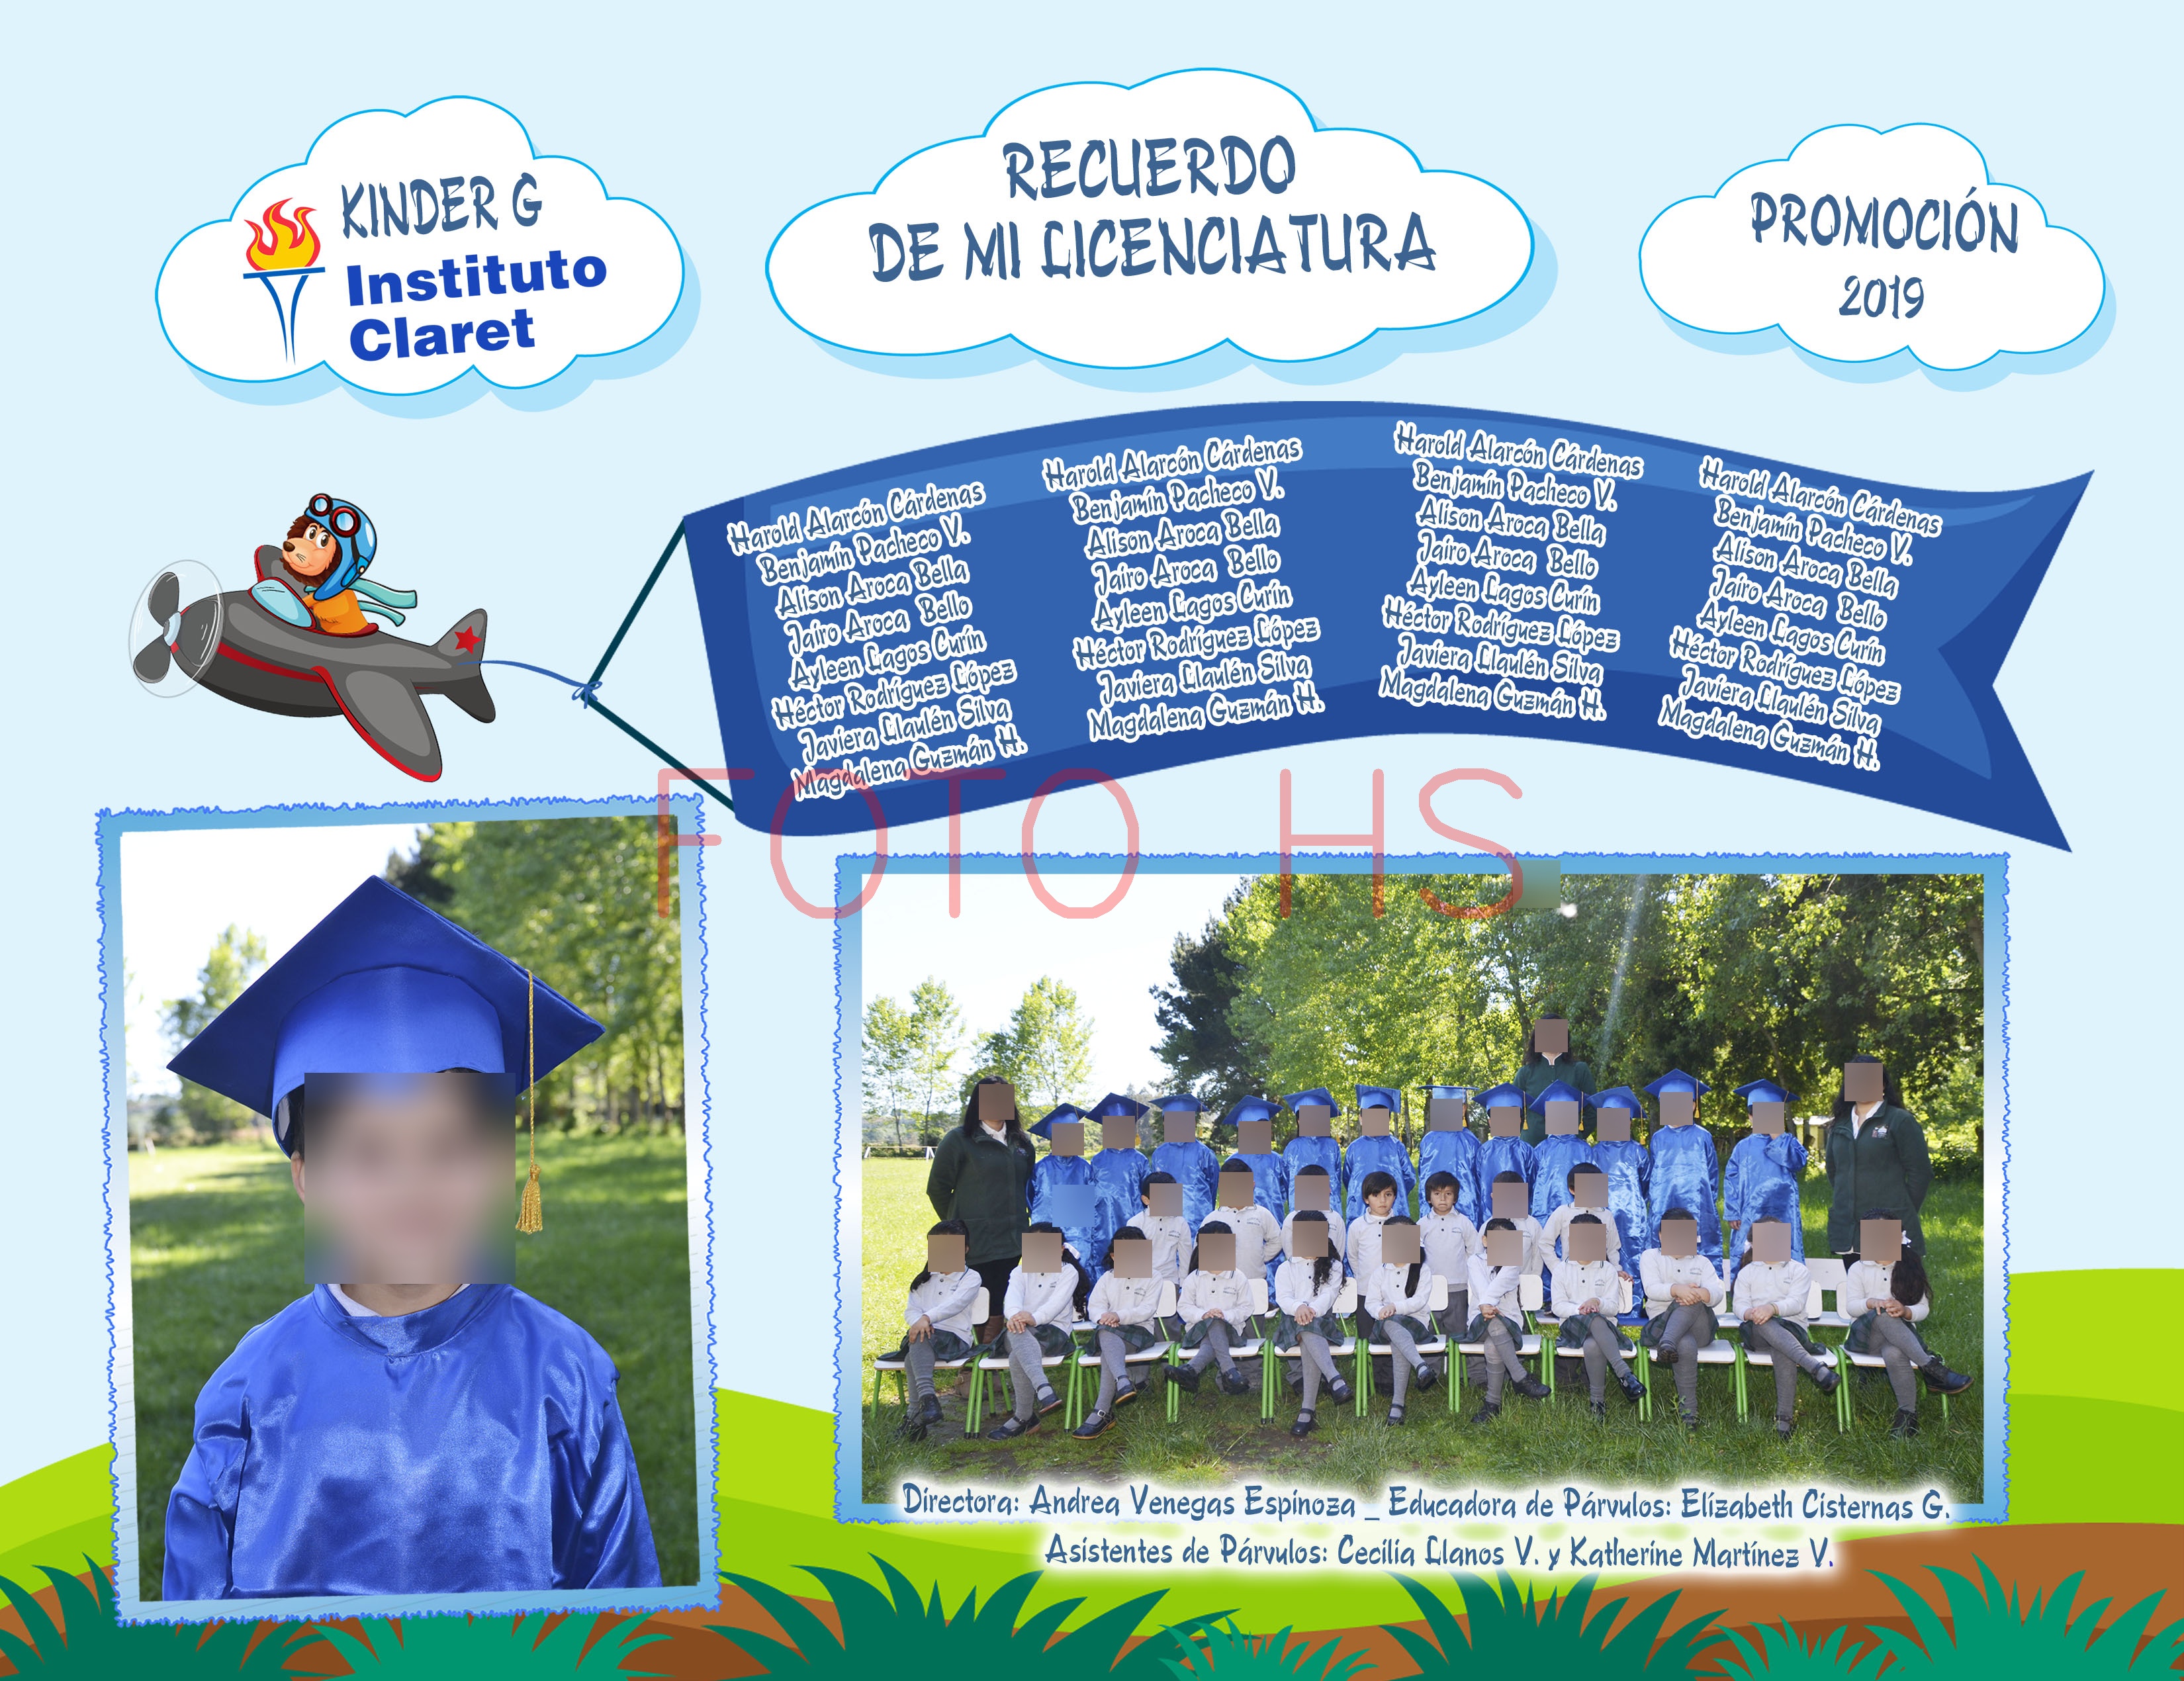 KINDER G
Instituto
Claret
RECUERDO
DE MI LICENCIATURA
PROMOCIÓN
2019
Harold Alarcón Cárdenas
Benjamín Pacheco V.
Alison Aroca Bella
Jairo Aroca Bello
Ayleen Lagos Curín
Héctor Rodríguez López
Javiera Llaulén Silva
Magdalena Guzmán H.
Harold Alarcón Cárdenas
Benjamín Pacheco V.
Alison Aroca Bella
Jairo Aroca Bello
Ayleen Lagos Curín
Héctor Rodríguez López
Javiera Llaulén Silva
Magdalena Guzmán H.
Harold Alarcón Cárdenas
Benjamín Pacheco V.
Alison Aroca Bella
Jairo Aroca Bello
Ayleen Lagos Curín
Héctor Rodríguez López
Javiera Llaulén Silva
Magdalena Guzmán H.
Harold Alarcón Cárdenas
Benjamín Pacheco V.
Alison Aroca Bella
Jairo Aroca Bello
Ayleen Lagos Curín
Héctor Rodríguez López
Javiera Llaulén Silva
Magdalena Guzmán H.
FOTO HS
Directora: Andrea Venegas Espinoza _ Educadora de Párvulos: Elizabeth Cisternas G.
Asistentes de Párvulos: Cecilia Llanos V. y Katherine Martínez V.